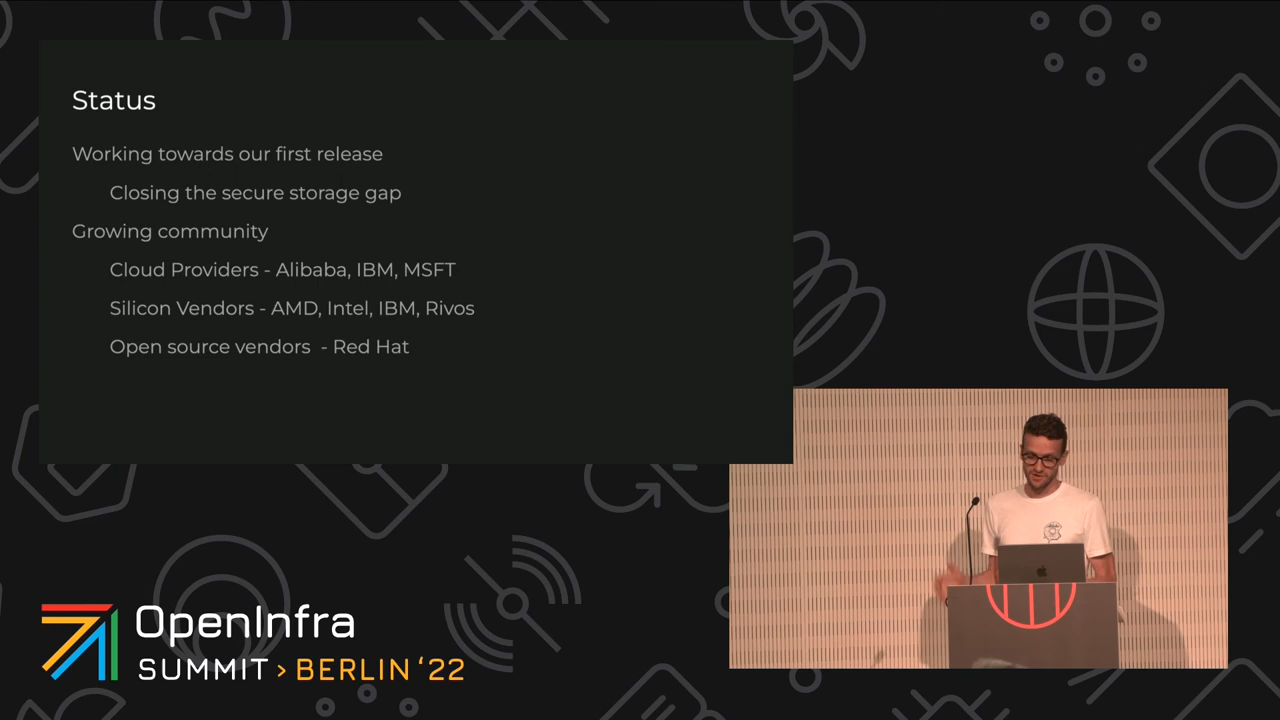 Status
Working towards our first release
Closing the secure storage gap
Growing community
Cloud Providers - Alibaba, IBM, MSFT
Silicon Vendors - AMD, Intel, IBM, Rivos
Open source vendors  - Red Hat
OpenInfra
SUMMIT > BERLIN ‘22